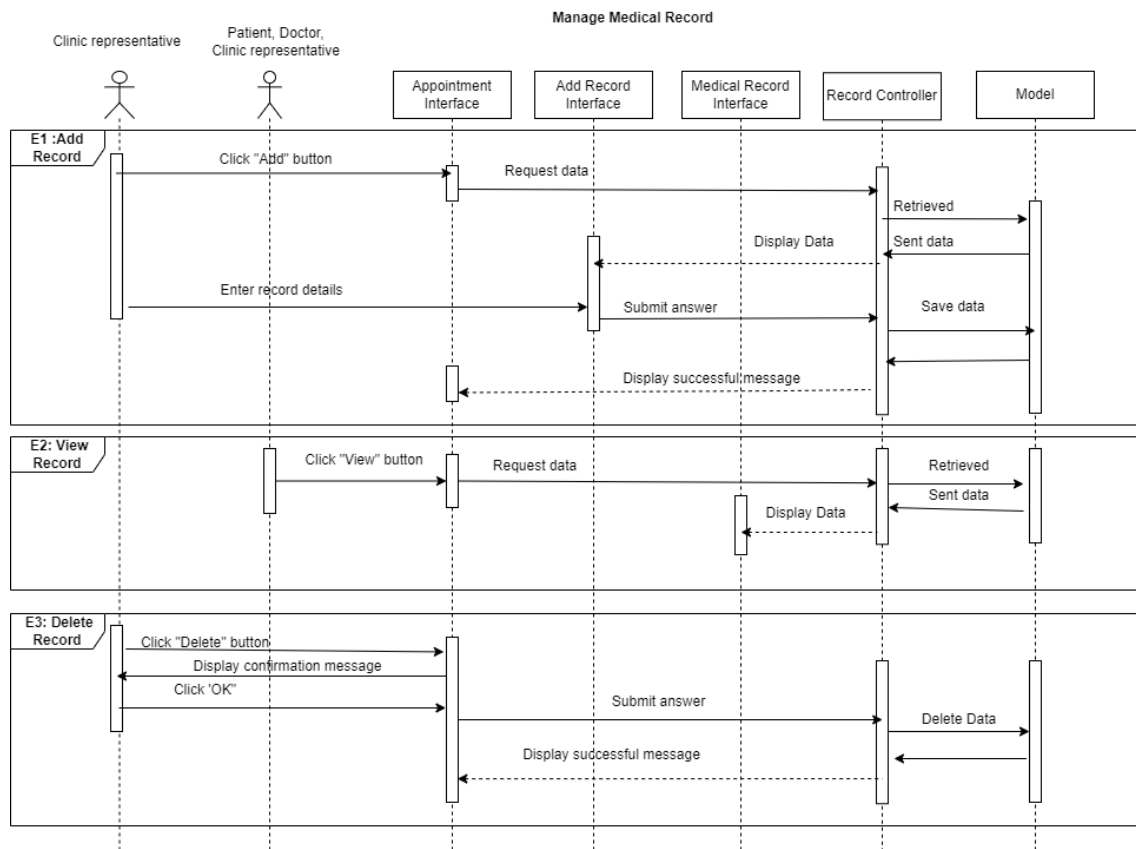 Manage Medical Record
Clinic representative
Patient, Doctor,
Clinic representative
Appointment
Interface
Add Record
Interface
Medical Record
Interface
Record Controller
Model
E1 :Add
Record
Click "Add" button
Request data
Retrieved
Sent data
Display Data
Enter record details
Submit answer
Save data
Display successful message
E2: View
Record
Click "View" button
Request data
Retrieved
Sent data
Display Data
E3: Delete
Record
Click "Delete" button
Display confirmation message
Click 'OK"
Submit answer
Delete Data
Display successful message